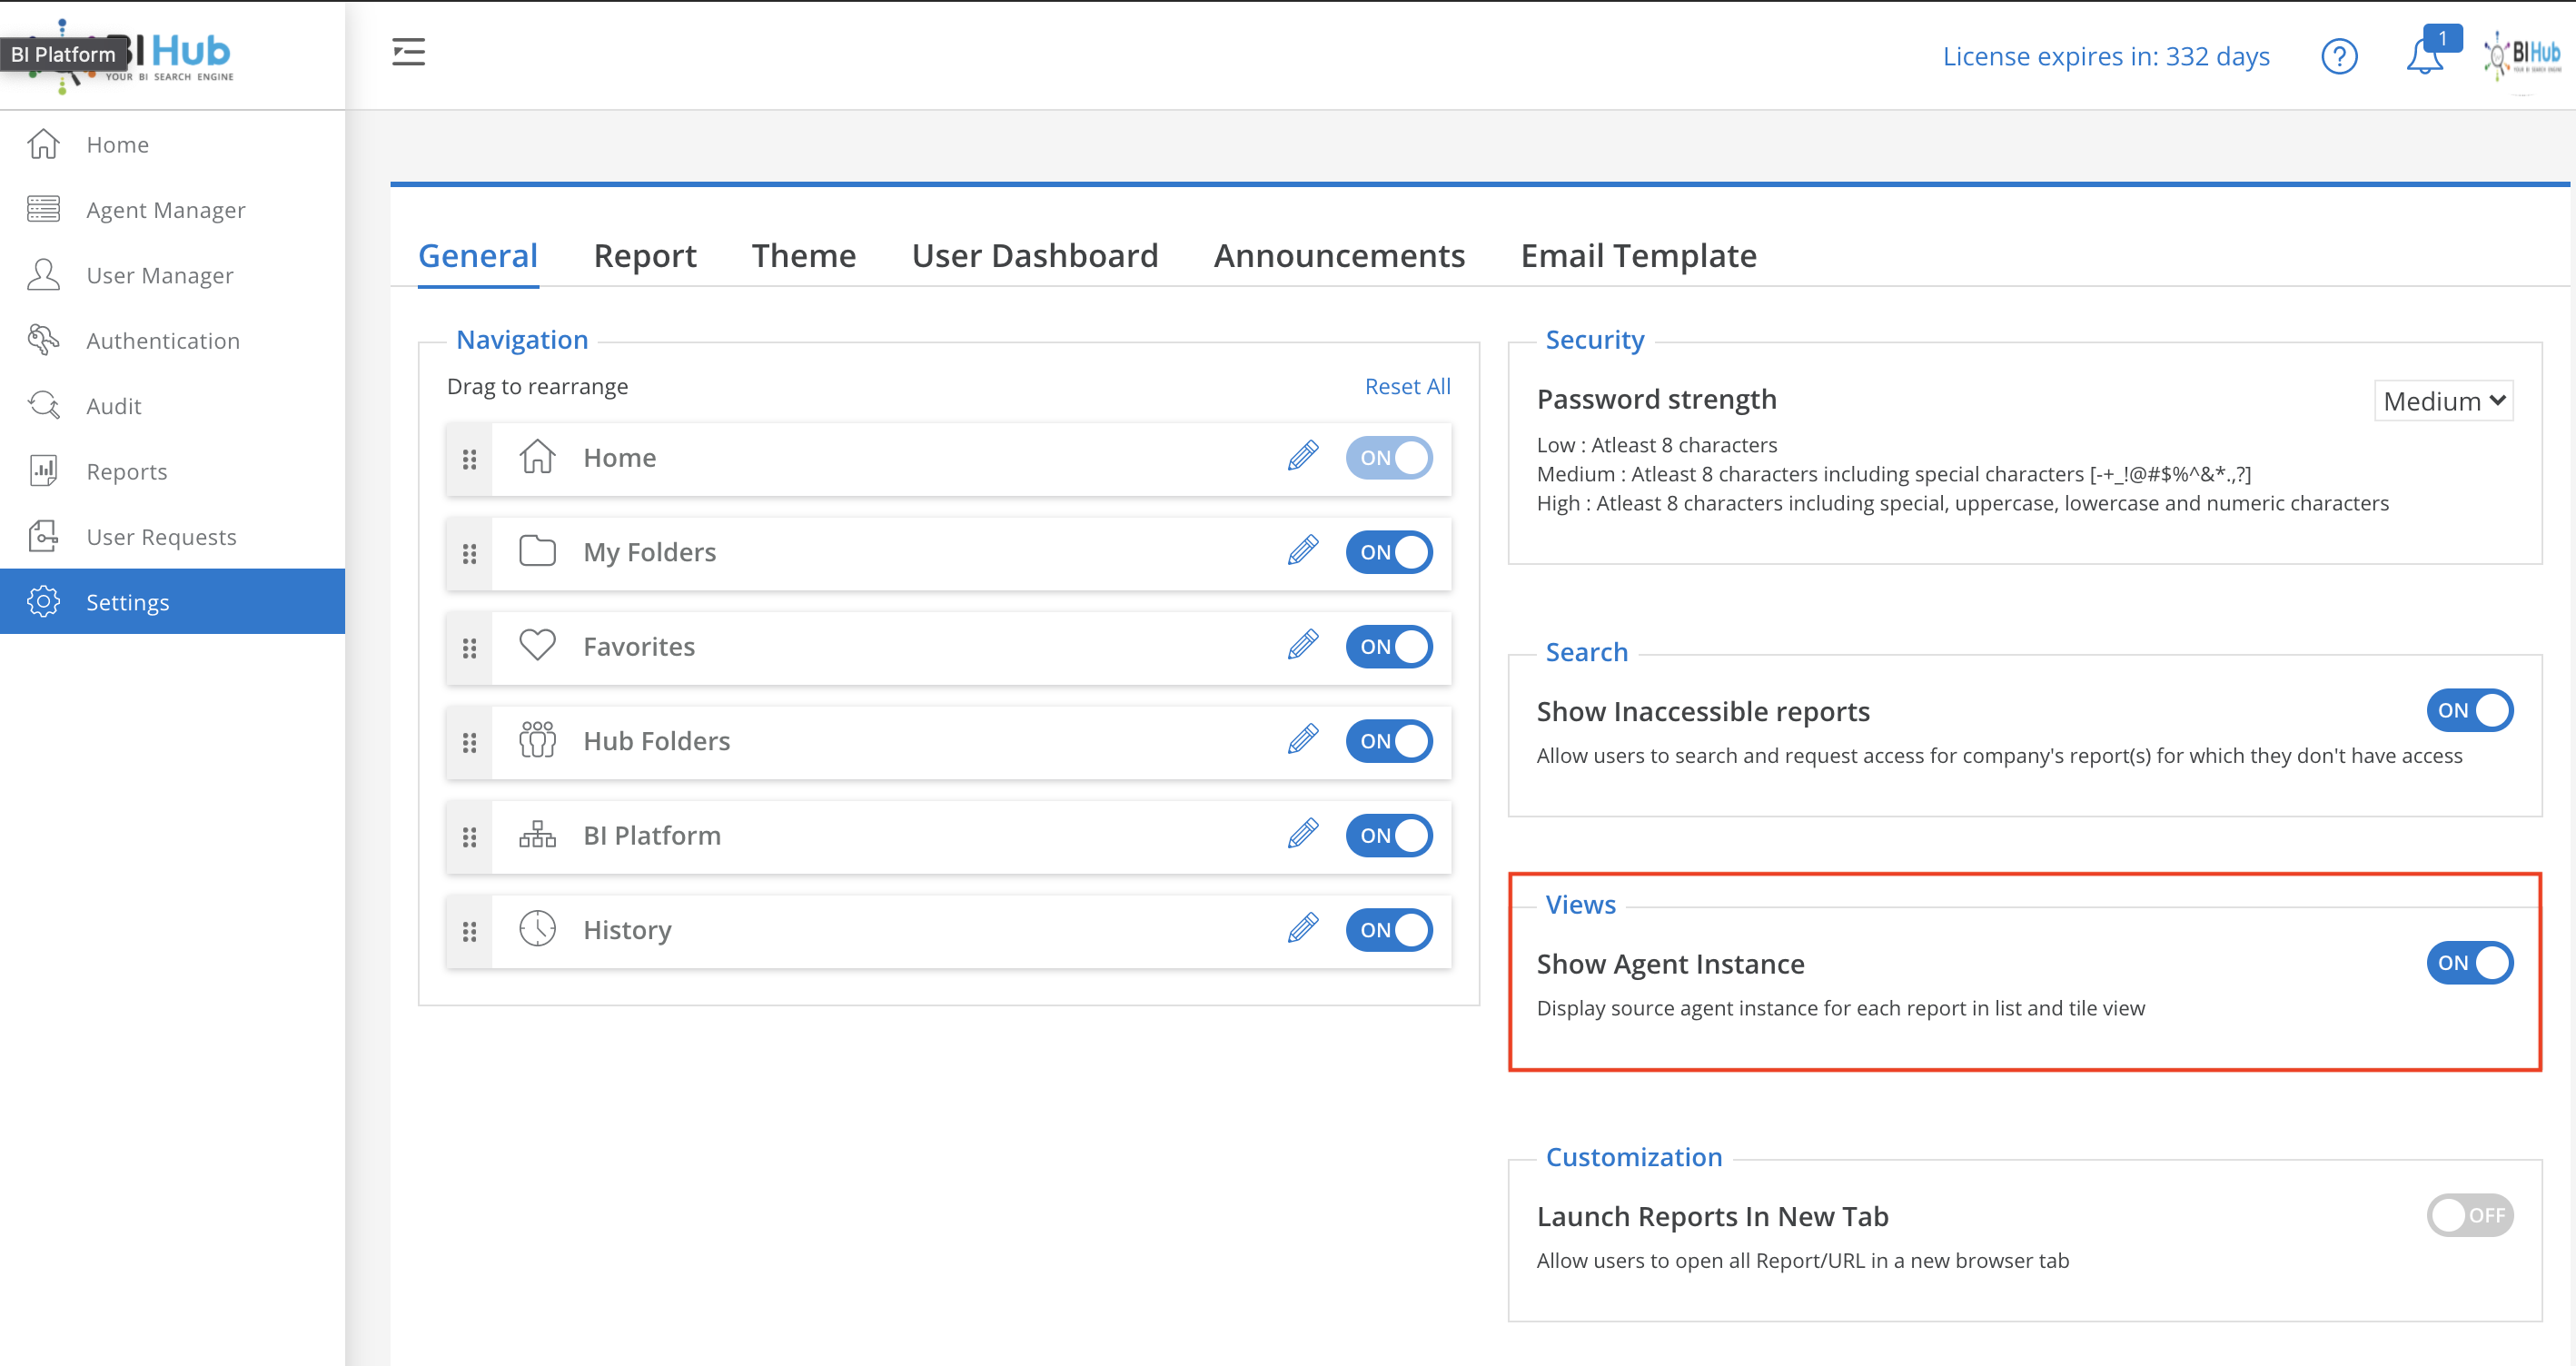 BI Platform
BI Hub
YOUR BI SEARCH ENGINE
License expires in: 332 days
?
1
BI Hub
Home
Agent Manager
User Manager
Authentication
Audit
Reports
User Requests
Settings
General
Report
Theme
User Dashboard
Announcements
Email Template
Navigation
Drag to rearrange
Reset All
Home
ON
My Folders
ON
Favorites
ON
Hub Folders
ON
BI Platform
ON
History
ON
Security
Password strength
Medium
Low : Atleast 8 characters
Medium : Atleast 8 characters including special characters [-+_!@#$%^&*.,?]
High : Atleast 8 characters including special, uppercase, lowercase and numeric characters
Search
Show Inaccessible reports
ON
Allow users to search and request access for company's report(s) for which they don't have access
Views
Show Agent Instance
ON
Display source agent instance for each report in list and tile view
Customization
Launch Reports In New Tab
OFF
Allow users to open all Report/URL in a new browser tab